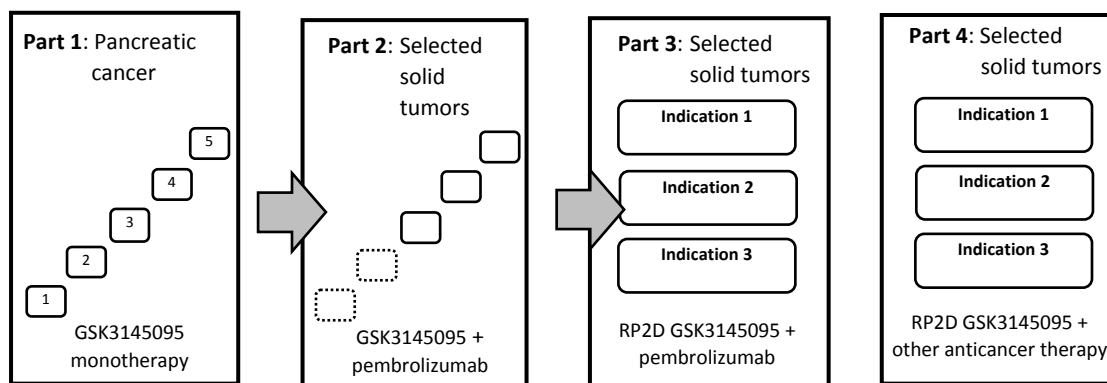 Part 1: Pancreatic
cancer
5
4
3
2
1
GSK3145095
monotherapy
Part 2: Selected
solid
tumors
GSK3145095 +
pembrolizumab
Part 3: Selected
solid tumors
Indication 1
Indication 2
Indication 3
RP2D GSK3145095 +
pembrolizumab
Part 4: Selected
solid tumors
Indication 1
Indication 2
Indication 3
RP2D GSK3145095 +
other anticancer therapy